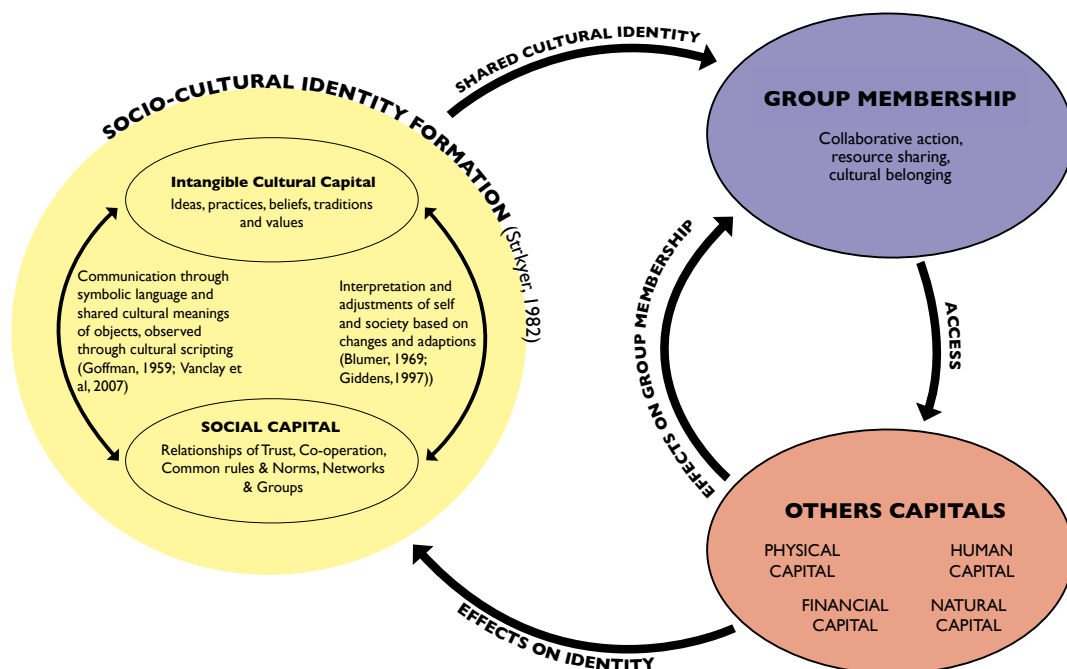 SOCIO-CULTURAL IDENTITY FORMATION (Strkyer, 1982)
Intangible Cultural Capital
Ideas, practices, beliefs, traditions
and values
Communication through
symbolic language and
shared cultural meanings
of objects, observed
through cultural scripting
(Goffman, 1959; Vanclay et
al, 2007)
Interpretation and
adjustments of self
and society based on
changes and adaptions
(Blumer, 1969;
Giddens,1997))
SOCIAL CAPITAL
Relationships of Trust, Co-operation,
Common rules & Norms, Networks
& Groups
SHARED CULTURAL IDENTITY
GROUP MEMBERSHIP
Collaborative action,
resource sharing,
cultural belonging
ACCESS
EFFECTS ON GROUP MEMBERSHIP
OTHERS CAPITALS
PHYSICAL
CAPITAL
HUMAN
CAPITAL
FINANCIAL
CAPITAL
NATURAL
CAPITAL
EFFECTS ON IDENTITY